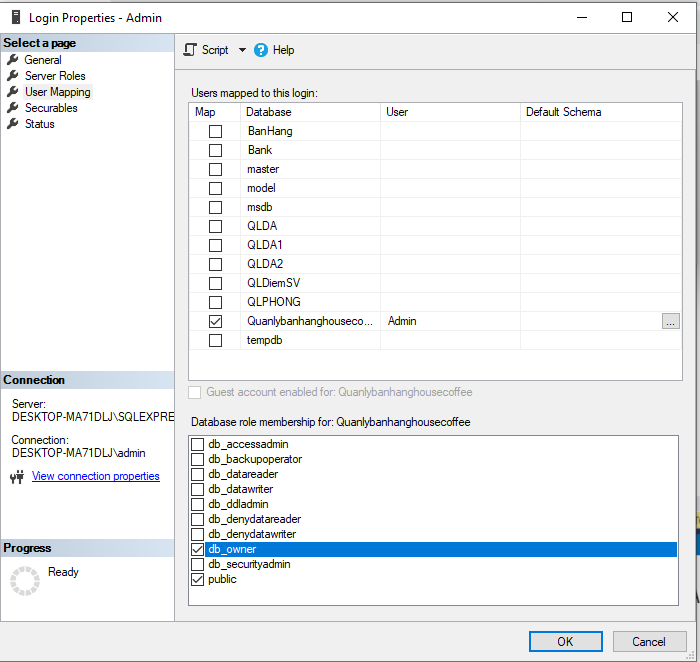 Login Properties - Admin
Select a page
General
Server Roles
User Mapping
Securables
Status
Script
Help
Users mapped to this login:
Map Database User Default Schema
BanHang
Bank
master
model
msdb
QLDA
QLDA1
QLDA2
QLDiemSV
QLPHONG
Quanlybanhanghouseco... Admin ...
tempdb
Guest account enabled for: Quanlybanhanghousecoffee
Database role membership for: Quanlybanhanghousecoffee
db_accessadmin
db_backupoperator
db_datareader
db_datawriter
db_ddladmin
db_denydatareader
db_denydatawriter
db_owner
db_securityadmin
public
Connection
Server:
DESKTOP-MA71DLJ\SQLEXPRE
Connection:
DESKTOP-MA71DLJ\admin
View connection properties
Progress
Ready
OK Cancel